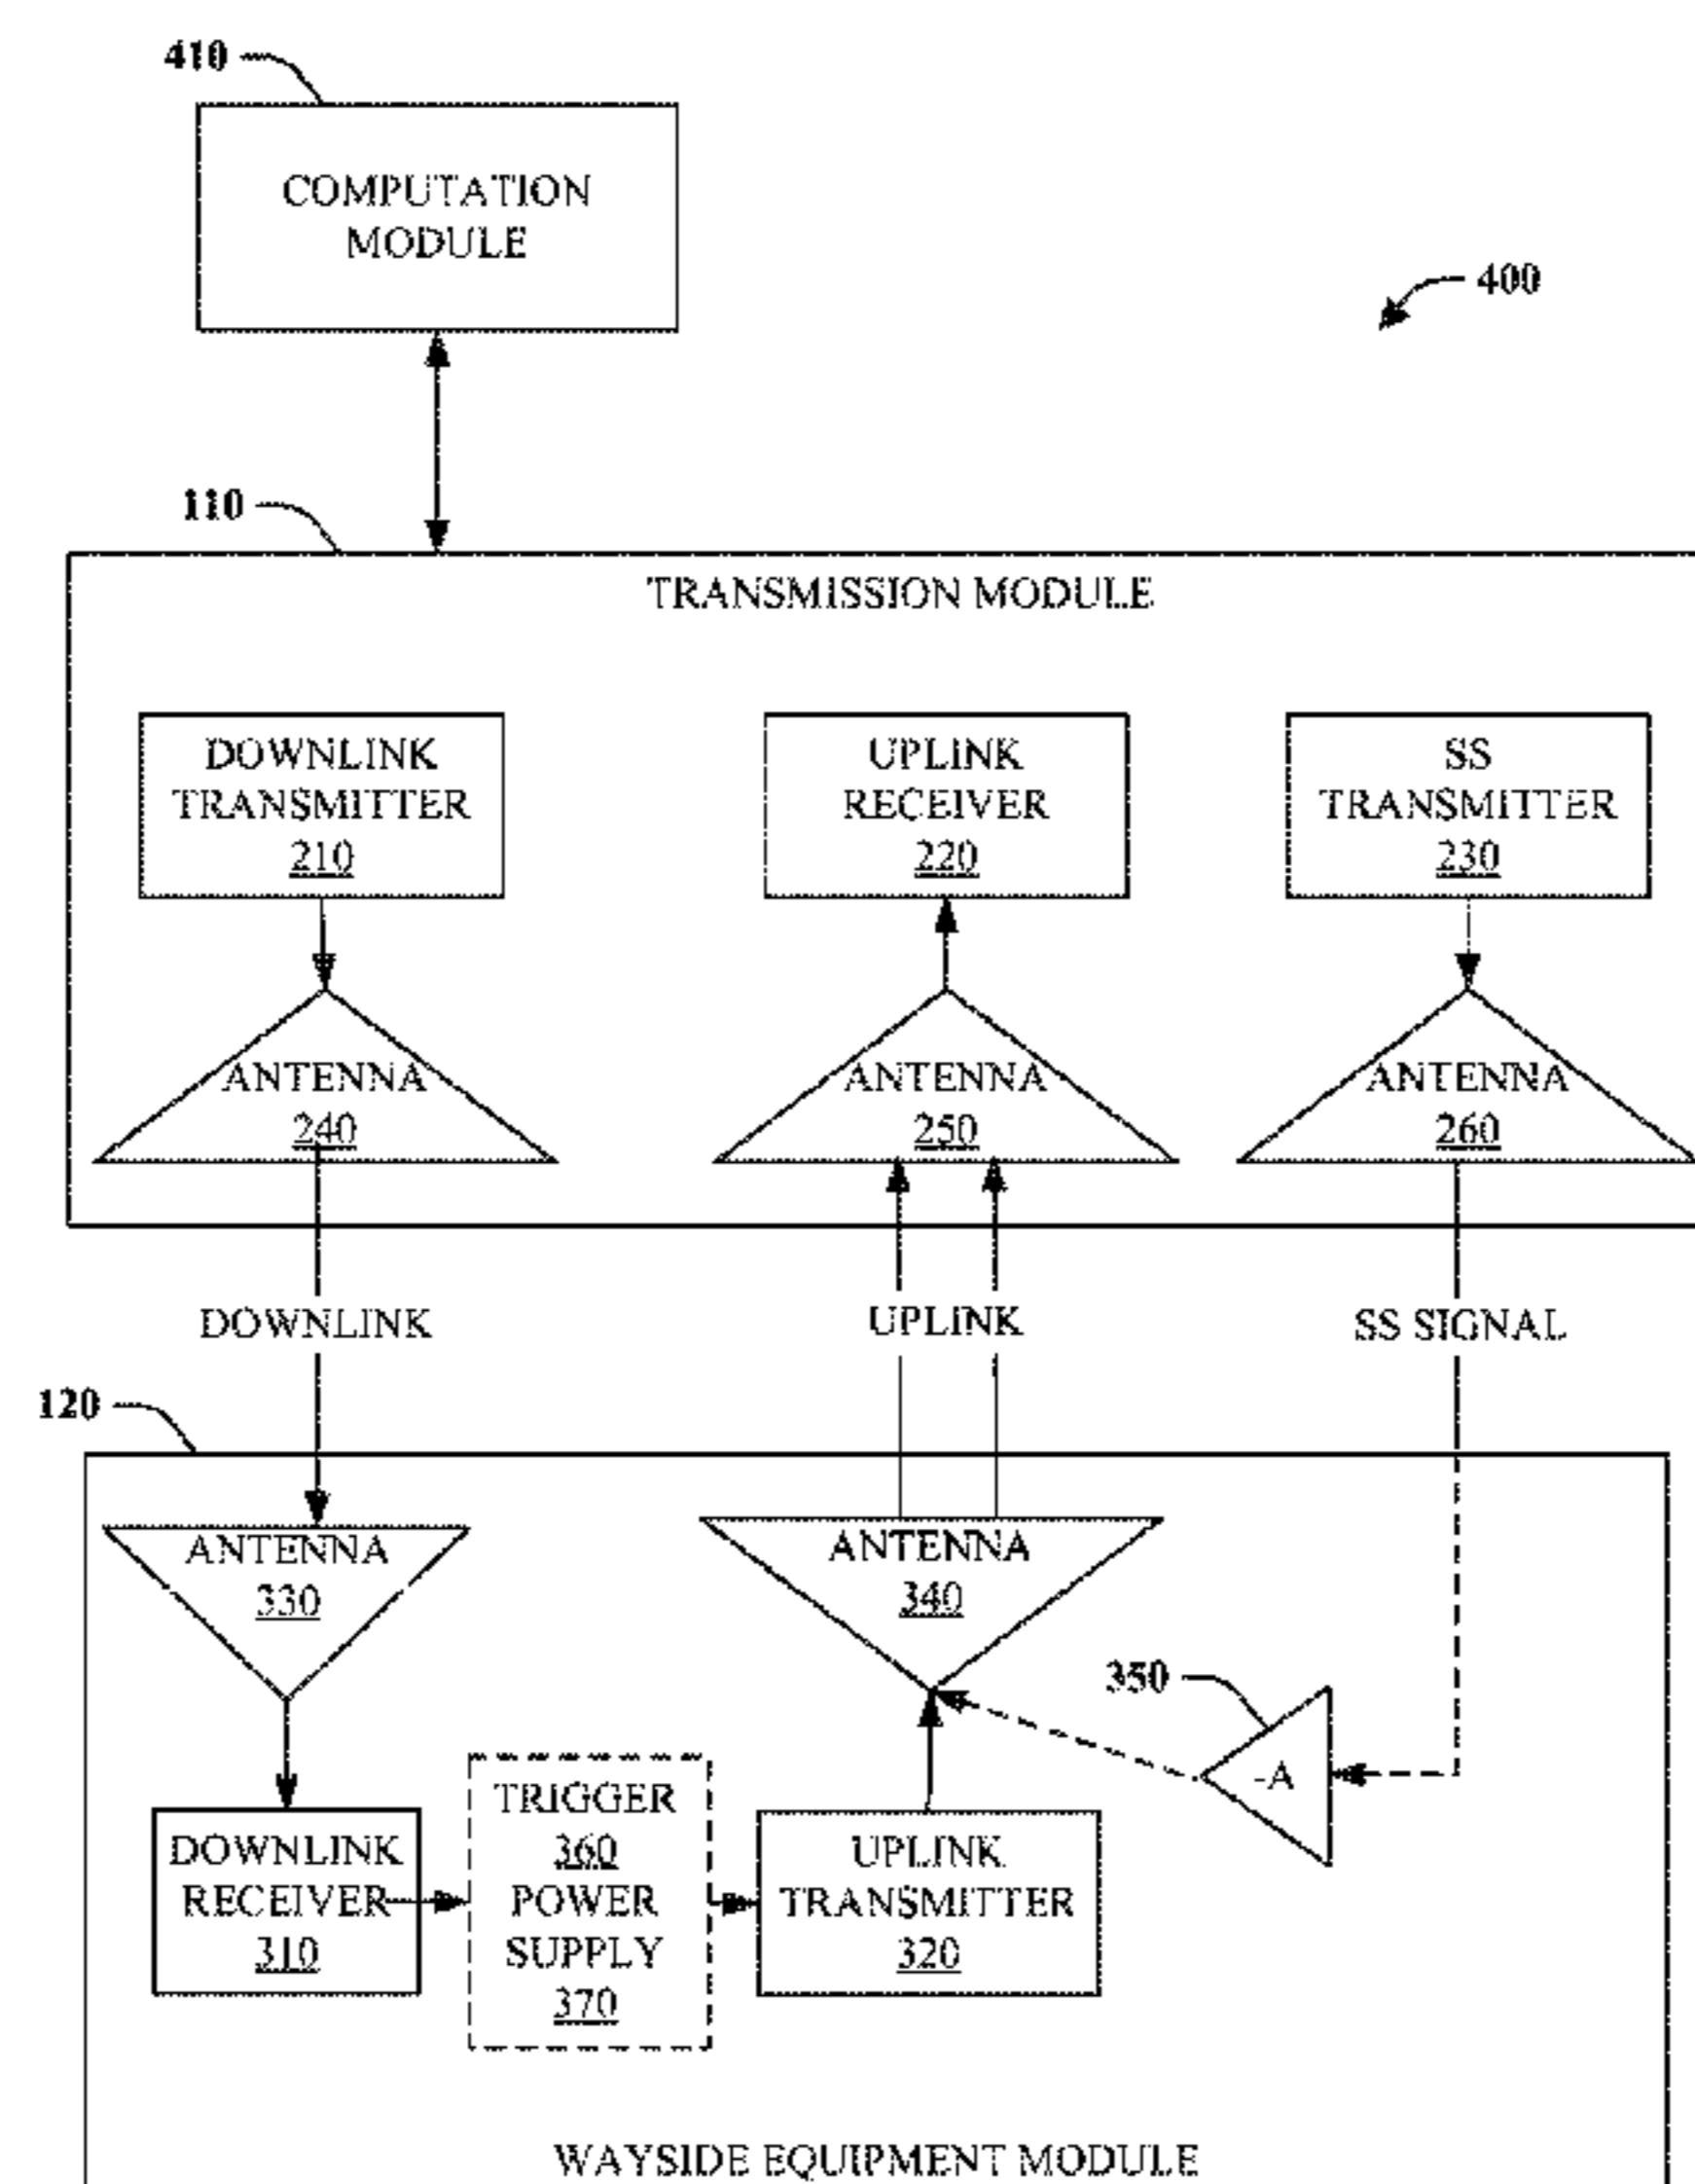 410
COMPUTATION
MODULE
400
110
TRANSMISSION MODULE
DOWNLINK
TRANSMITTER
210
UPLINK
RECEIVER
220
SS
TRANSMITTER
230
ANTENNA
240
ANTENNA
250
ANTENNA
260
DOWNLINK
UPLINK
SS SIGNAL
120
ANTENNA
330
ANTENNA
340
350
-A
DOWNLINK
RECEIVER
310
TRIGGER
360
POWER
SUPPLY
370
UPLINK
TRANSMITTER
320
WAYSIDE EQUIPMENT MODULE